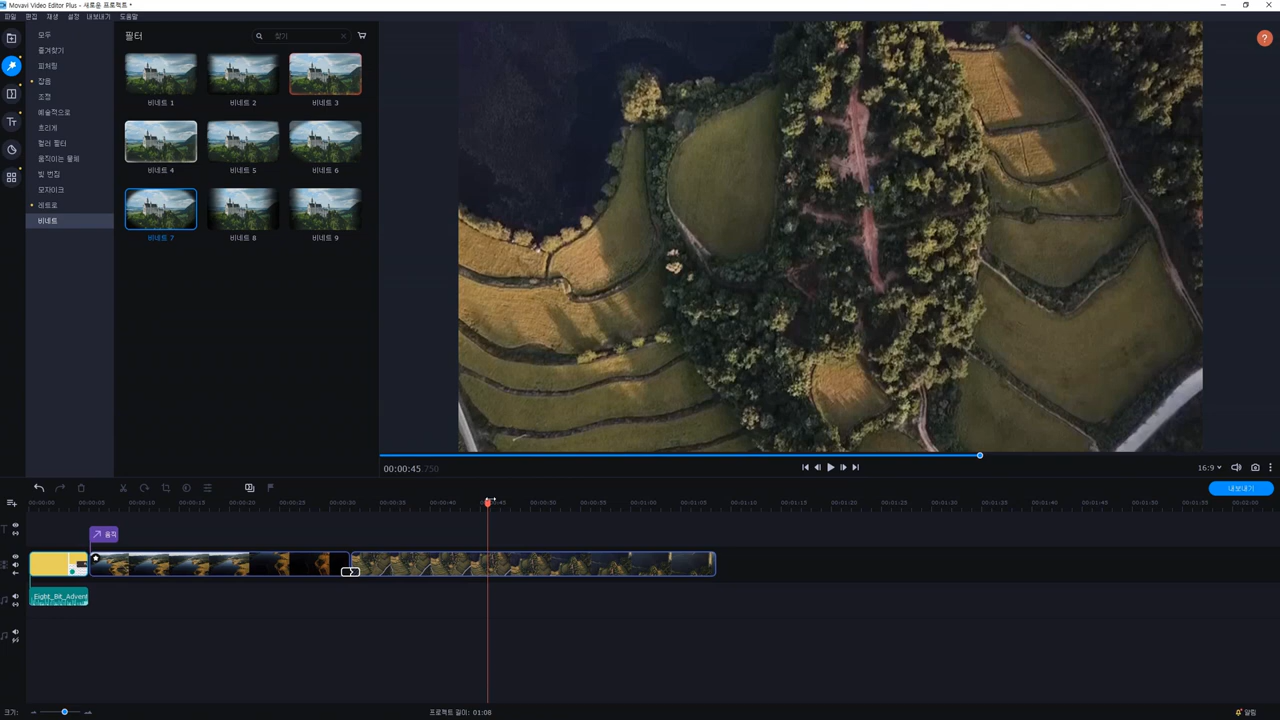 Movavi Video Editor Plus - 새로운 프로젝트 *
파일 편집 재생 설정 내보내기 도움말
모두
즐겨찾기
피처링
잡음
조정
예술적으로
흐리게
컬러 필터
움직이는 물체
빛 번짐
모자이크
레트로
비네트
필터
찾기
비네트 1
비네트 2
비네트 3
비네트 4
비네트 5
비네트 6
비네트 7
비네트 8
비네트 9
?
00:00:45.750
16:9
내보내기
00:00:00 00:00:05 00:00:10 00:00:15 00:00:20 00:00:25 00:00:30 00:00:35 00:00:40 00:00:45 00:00:50 00:00:55 00:01:00 00:01:05 00:01:10 00:01:15 00:01:20 00:01:25 00:01:30 00:01:35 00:01:40 00:01:45 00:01:50 00:01:55 00:02:00
움직
Eight_Bit_Advent
크기:
프로젝트 길이: 01:08
알림